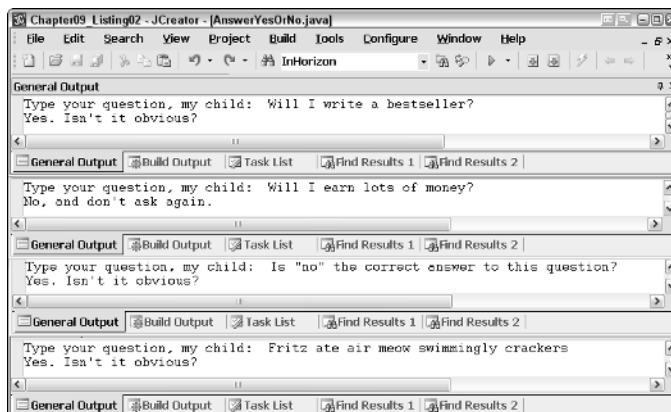 Chapter09_Listing02 - JCreator - [AnswerYesOrNo.java]
File Edit Search View Project Build Tools Configure Window Help
InHorizon
General Output
Type your question, my child:  Will I write a bestseller?
Yes. Isn't it obvious?
General Output Build Output Task List Find Results 1 Find Results 2
Type your question, my child:  Will I earn lots of money?
No, and don't ask again.
General Output Build Output Task List Find Results 1 Find Results 2
Type your question, my child:  Is "no" the correct answer to this question?
Yes. Isn't it obvious?
General Output Build Output Task List Find Results 1 Find Results 2
Type your question, my child:  Fritz ate air meow swimmingly crackers
Yes. Isn't it obvious?
General Output Build Output Task List Find Results 1 Find Results 2